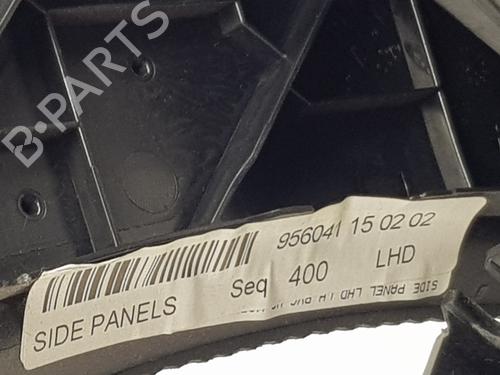 B-PARTS
956041 15 02 02
SIDE PANELS Seq 400 LHD
SIDE PANEL LHD